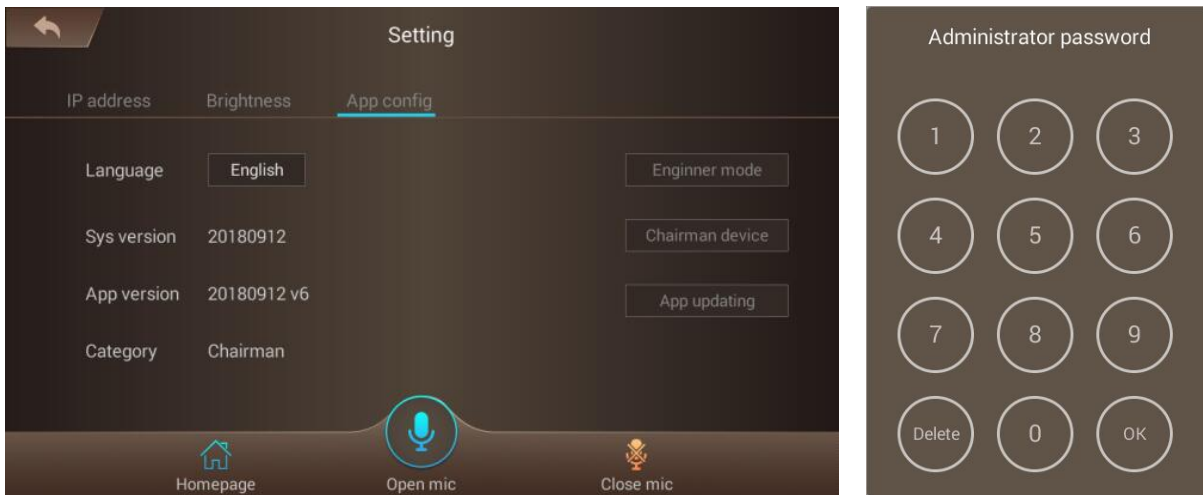 Setting
IP address Brightness App config
Language English Enginner mode
Sys version 20180912 Chairman device
App version 20180912 v6 App updating
Category Chairman
Homepage Open mic Close mic
Administrator password
1 2 3
4 5 6
7 8 9
Delete 0 OK